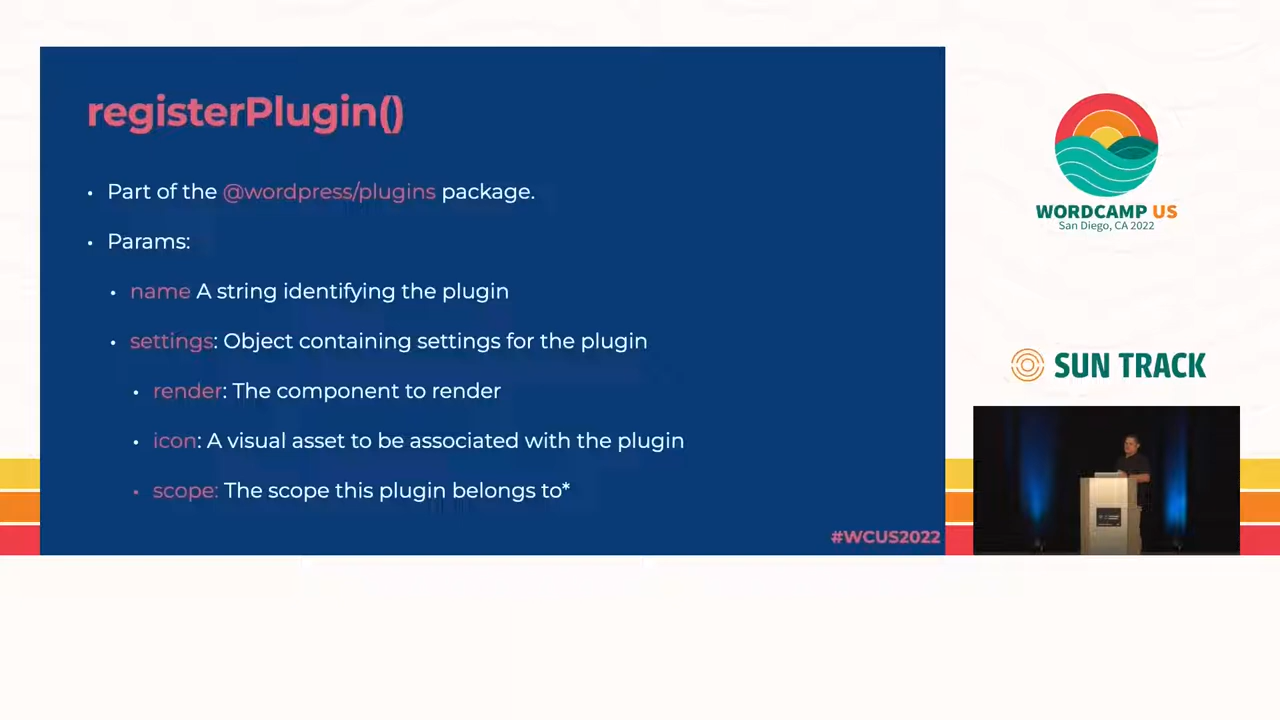 registerPlugin()
• Part of the @wordpress/plugins package.
• Params:
• name A string identifying the plugin
• settings: Object containing settings for the plugin
• render: The component to render
• icon: A visual asset to be associated with the plugin
• scope: The scope this plugin belongs to*
#WCUS2022
WORDCAMP US
San Diego, CA 2022
SUN TRACK